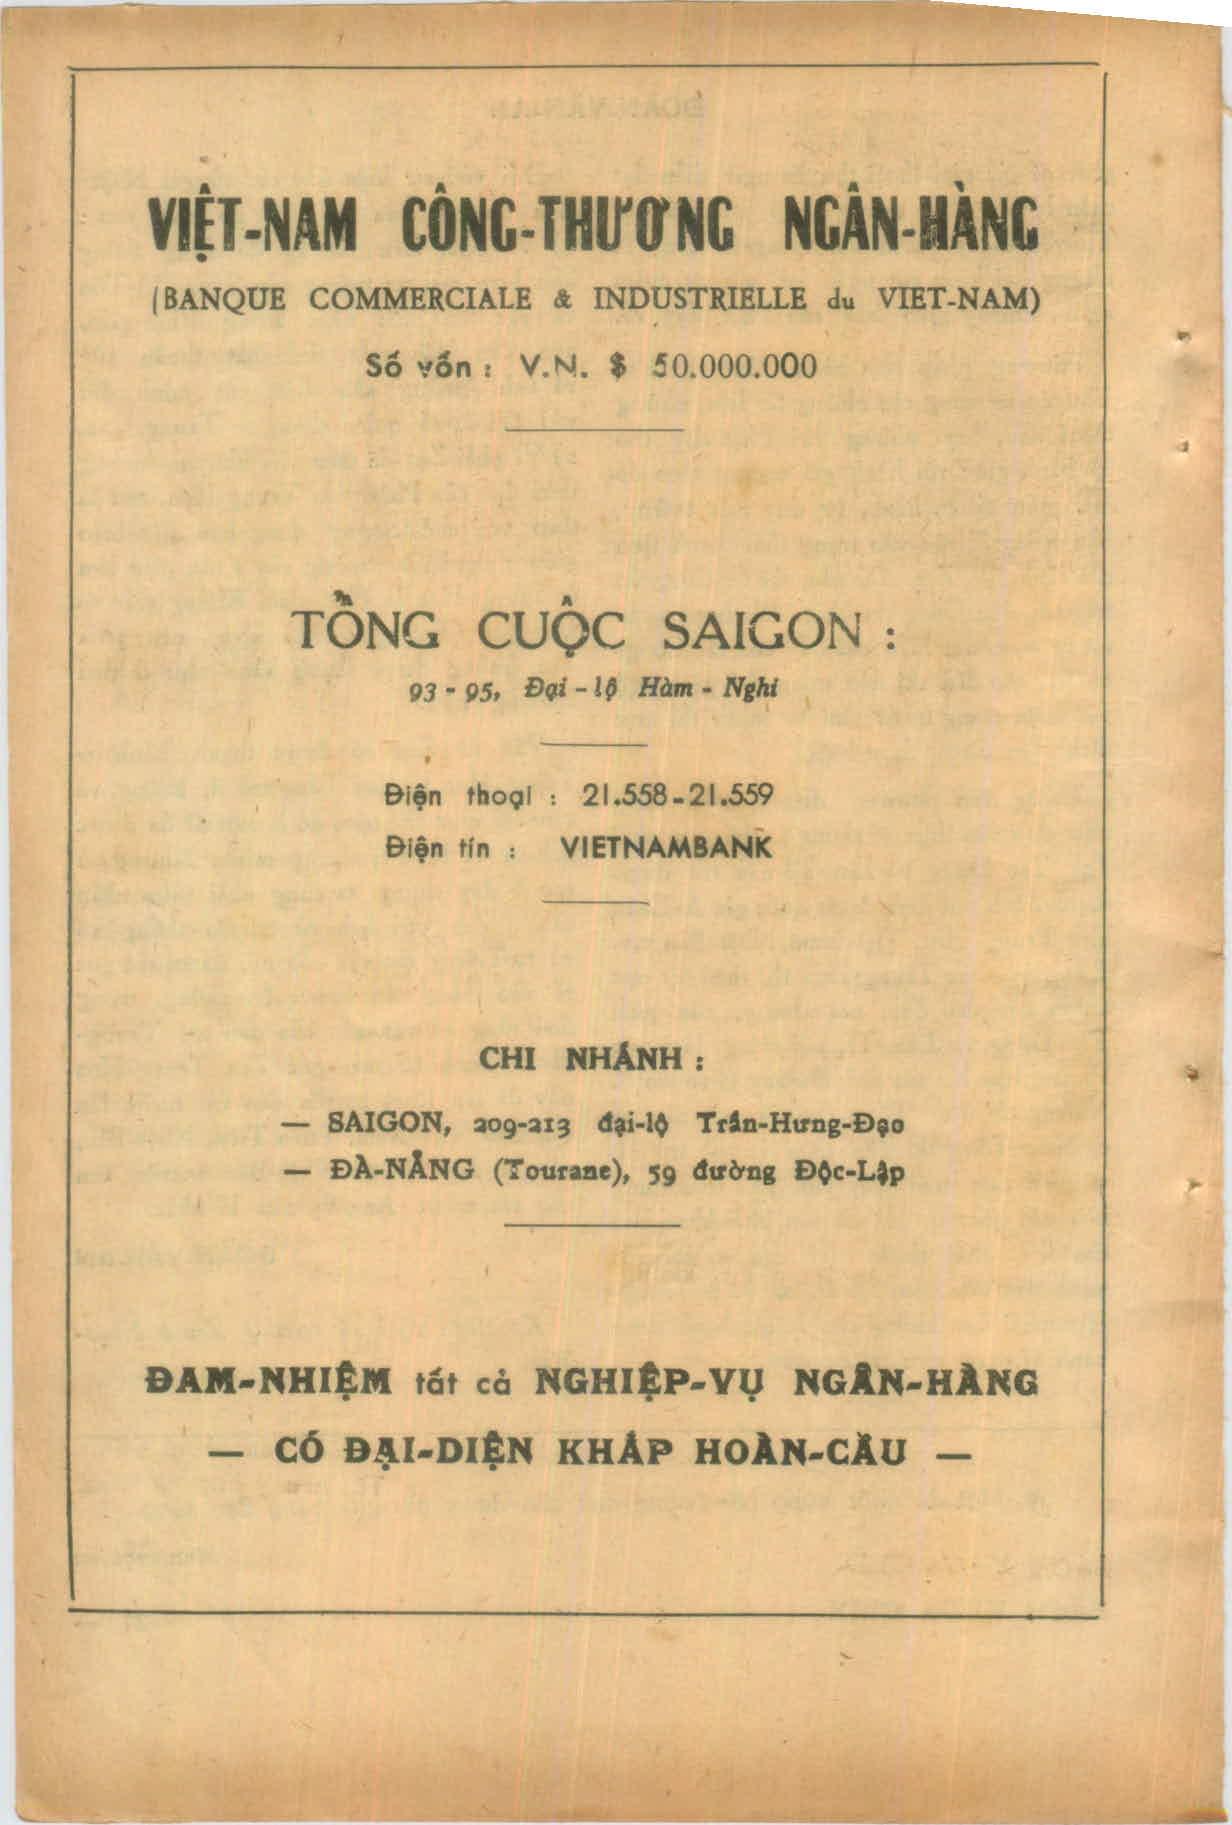 VIỆT-NAM CÔNG-THƯƠNG NGÂN-HÀNG
(BANQUE COMMERCIALE & INDUSTRIELLE du VIET-NAM)
Số vốn : V.N. $ 50.000.000
TỔNG CUỘC SAIGON :
93 - 95, Đại - lộ Hàm - Nghi
Điện thoại : 21.558-21.559
Điện tín : VIETNAMBANK
CHI NHÁNH :
— SAIGON, 209-213 đại-lộ Trần-Hưng-Đạo
— ĐÀ-NẴNG (Tourane), 59 đường Độc-Lập
ĐAM-NHIỆM tất cả NGHIỆP-VỤ NGÂN-HÀNG
— CÓ ĐẠI-DIỆN KHẮP HOÀN-CẦU —